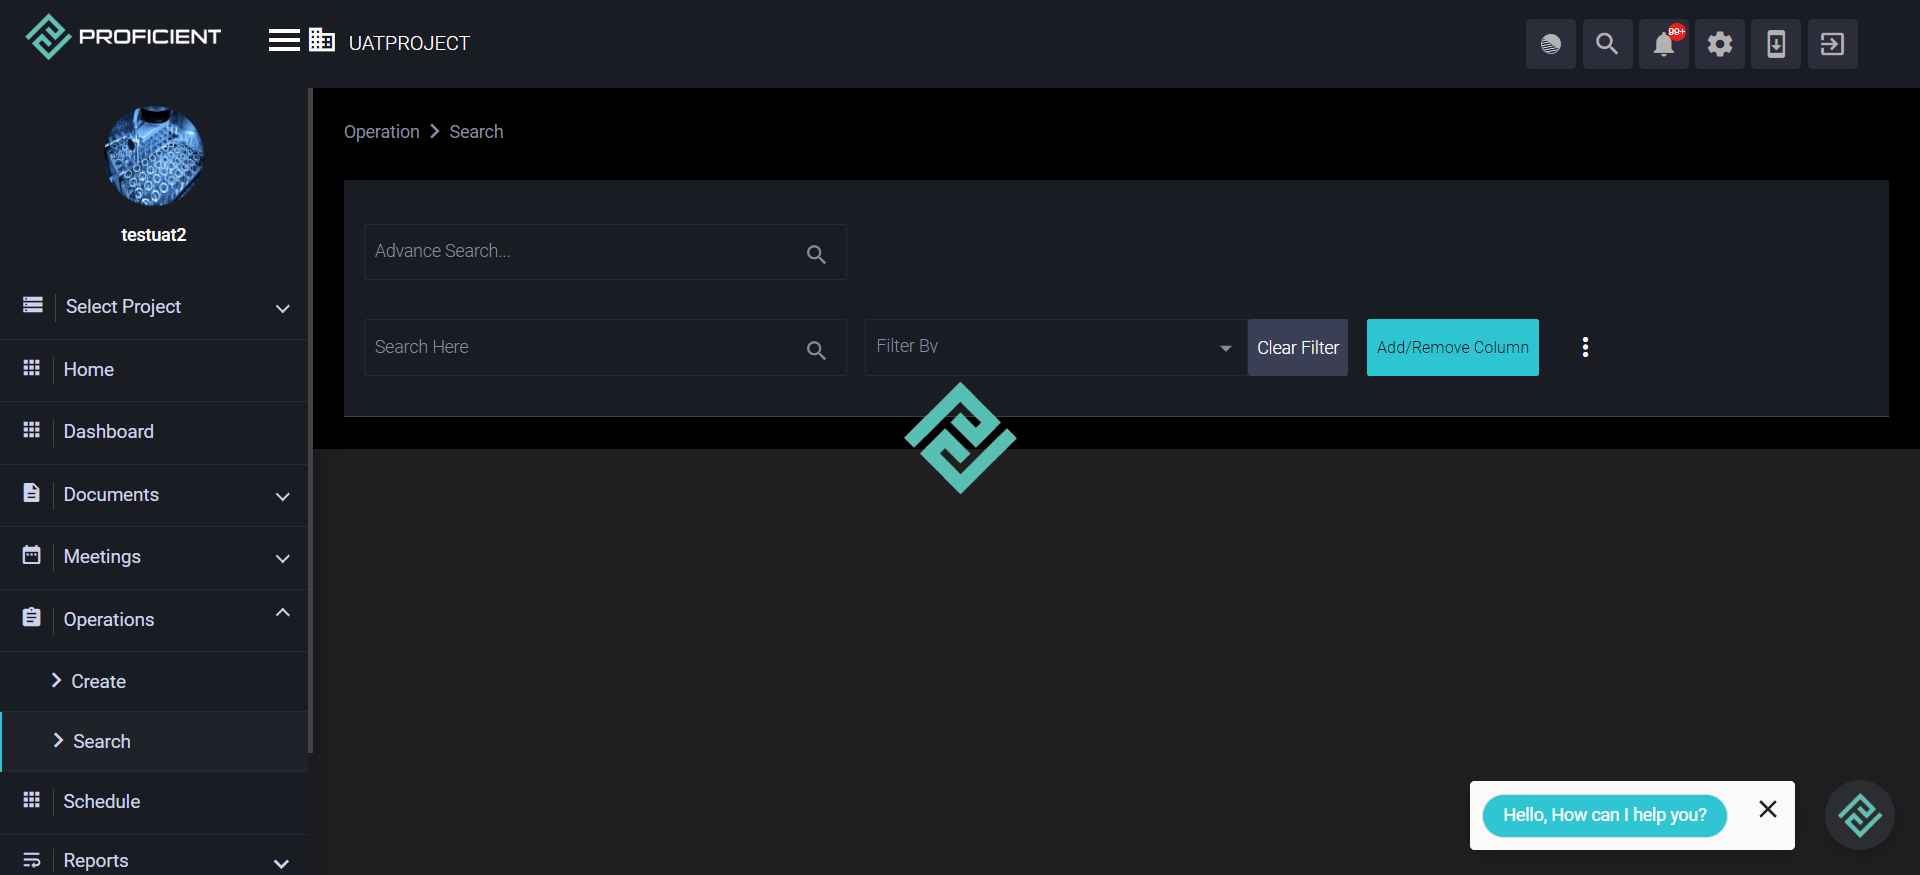 PROFICIENT
UATPROJECT
99+
testuat2
Select Project
Home
Dashboard
Documents
Meetings
Operations
Create
Search
Schedule
Reports
Operation
Search
Advance Search...
Search Here
Filter By
Clear Filter
Add/Remove Column
Hello, How can I help you?